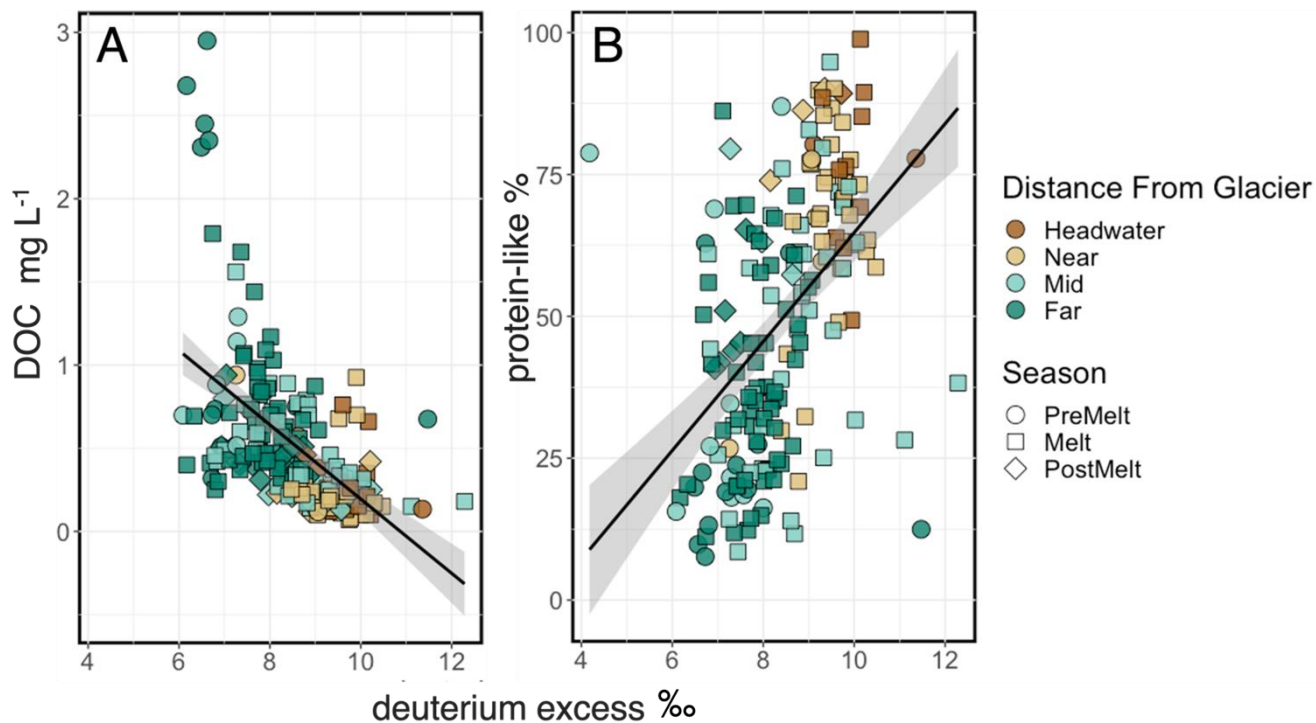 A
B
DOC mg L-1
3
2
1
0
4 6 8 10 12
protein-like %
100
75
50
25
0
4 6 8 10 12
deuterium excess ‰
Distance From Glacier
Headwater
Near
Mid
Far
Season
PreMelt
Melt
PostMelt